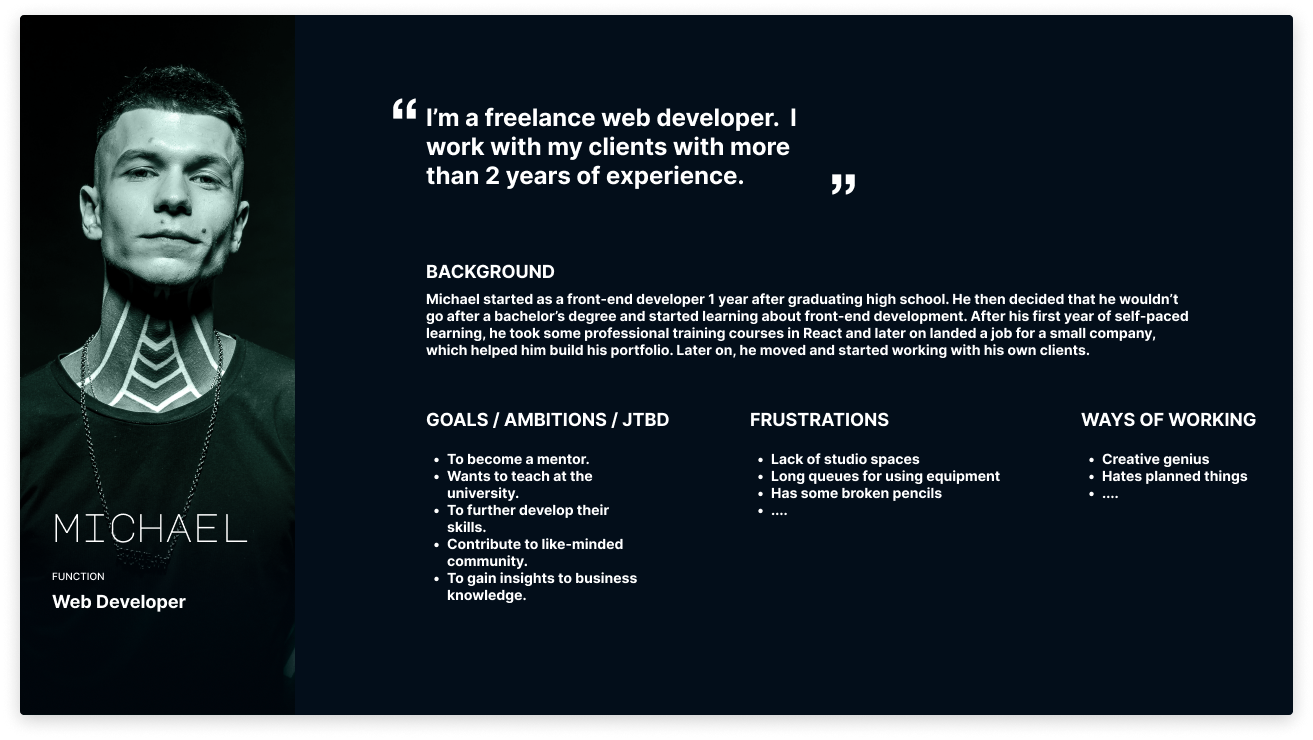 “ I’m a freelance web developer.  I
work with my clients with more
than 2 years of experience. ”
BACKGROUND
Michael started as a front-end developer 1 year after graduating high school. He then decided that he wouldn’t
go after a bachelor’s degree and started learning about front-end development. After his first year of self-paced
learning, he took some professional training courses in React and later on landed a job for a small company,
which helped him build his portfolio. Later on, he moved and started working with his own clients.
GOALS / AMBITIONS / JTBD
• To become a mentor.
• Wants to teach at the
university.
• To further develop their
skills.
• Contribute to like-minded
community.
• To gain insights to business
knowledge.
FRUSTRATIONS
• Lack of studio spaces
• Long queues for using equipment
• Has some broken pencils
• ....
WAYS OF WORKING
• Creative genius
• Hates planned things
• ....
MICHAEL
FUNCTION
Web Developer